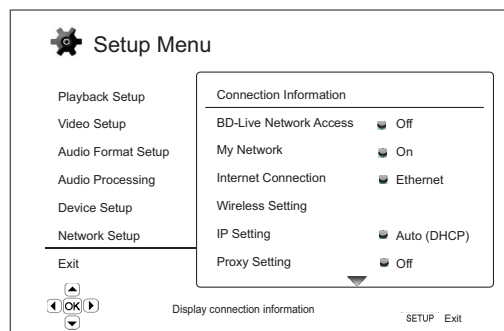 Setup Menu
Playback Setup
Video Setup
Audio Format Setup
Audio Processing
Device Setup
Network Setup
Exit
Connection Information
BD-Live Network Access Off
My Network On
Internet Connection Ethernet
Wireless Setting
IP Setting Auto (DHCP)
Proxy Setting Off
OK
Display connection information
SETUP Exit